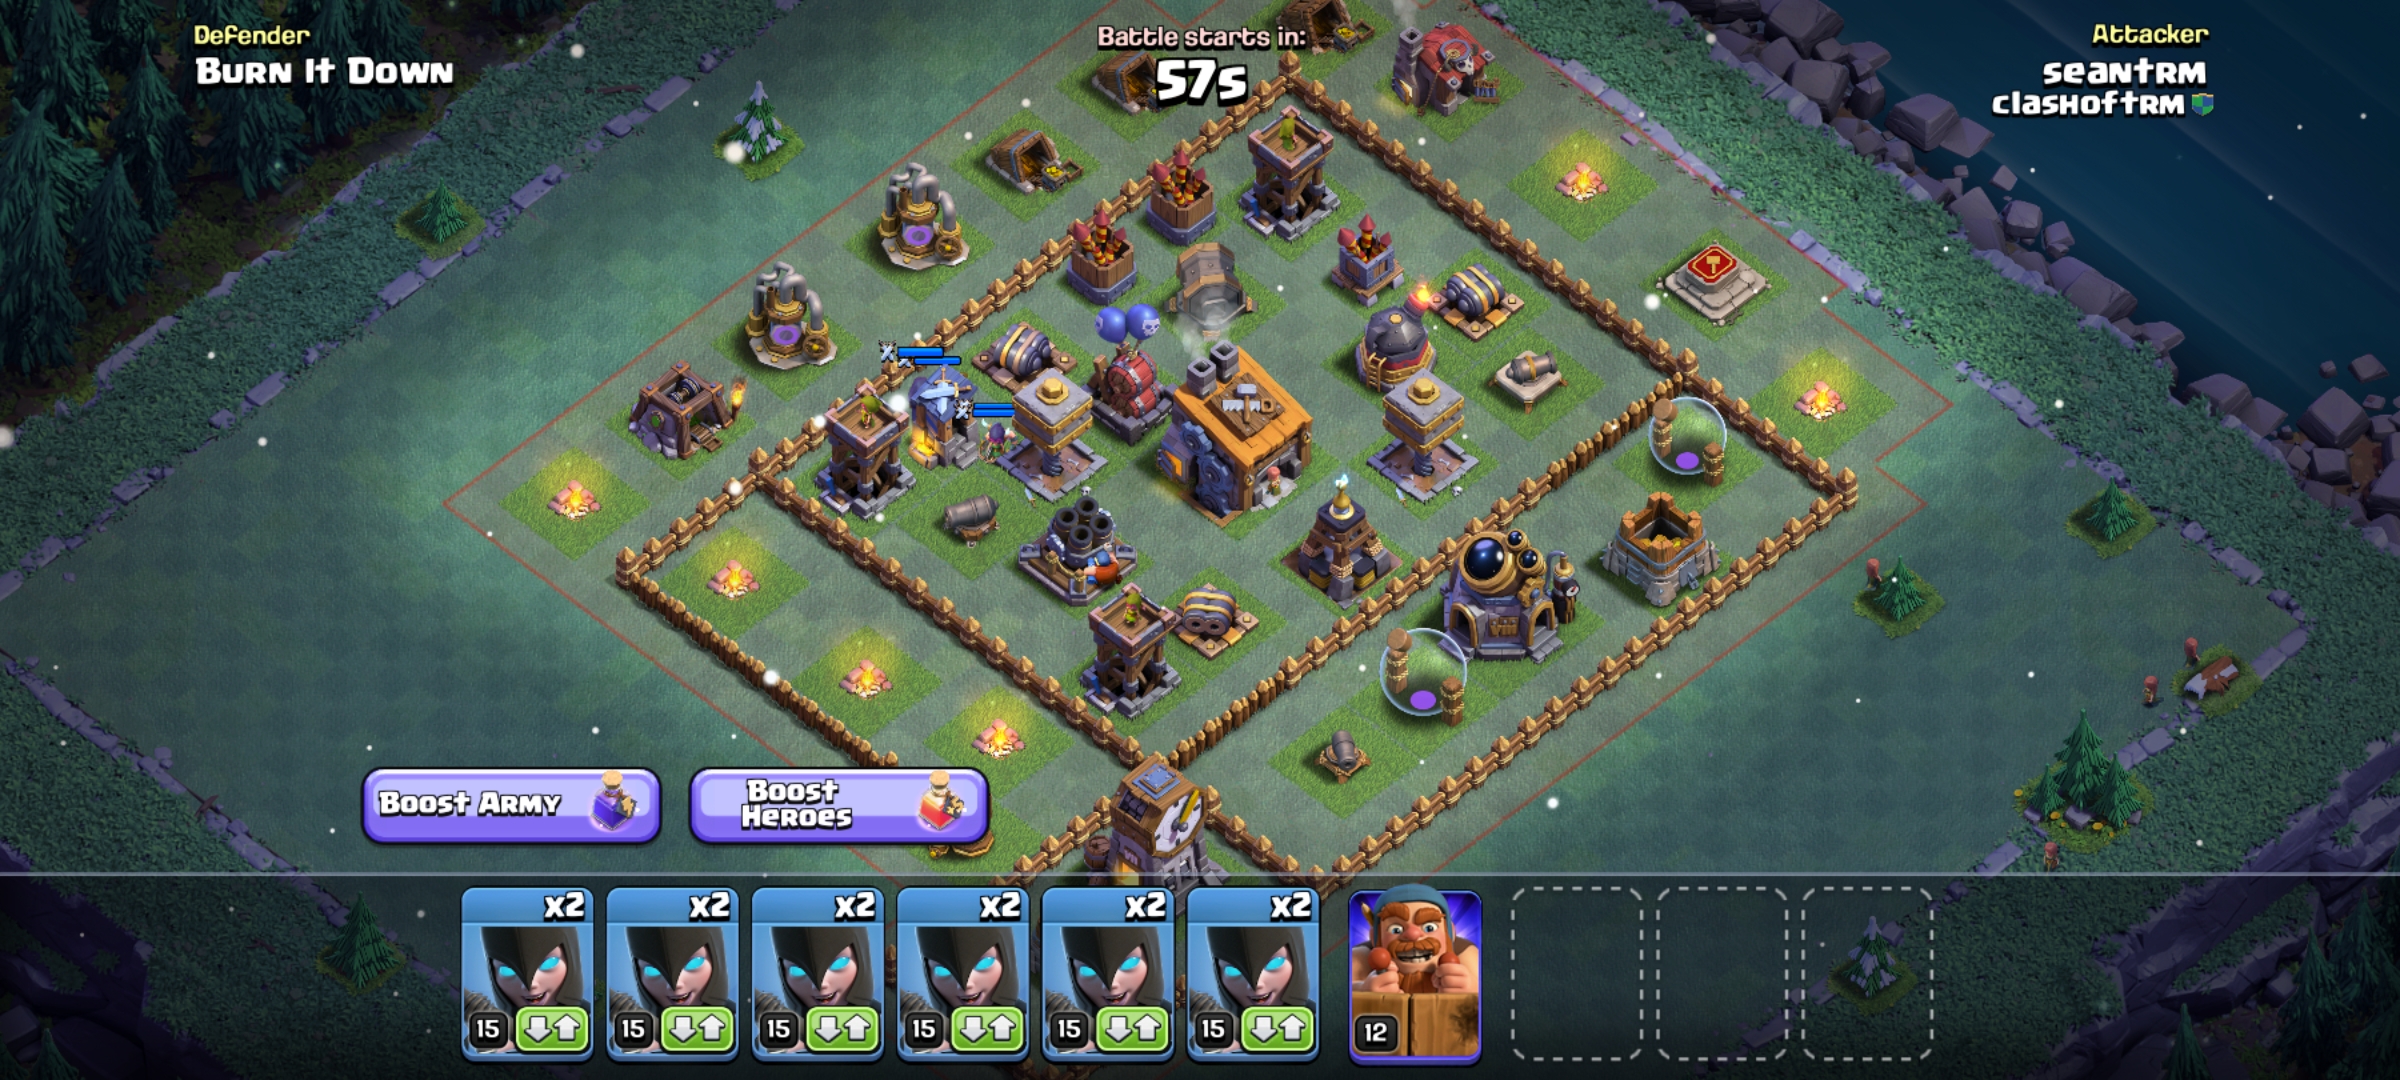 Defender
Burn It Down
Battle starts in:
57s
Attacker
seantRM
clashoftRM
Boost Army
Boost
Heroes
x2
x2
x2
x2
x2
x2
15
15
15
15
15
15
12